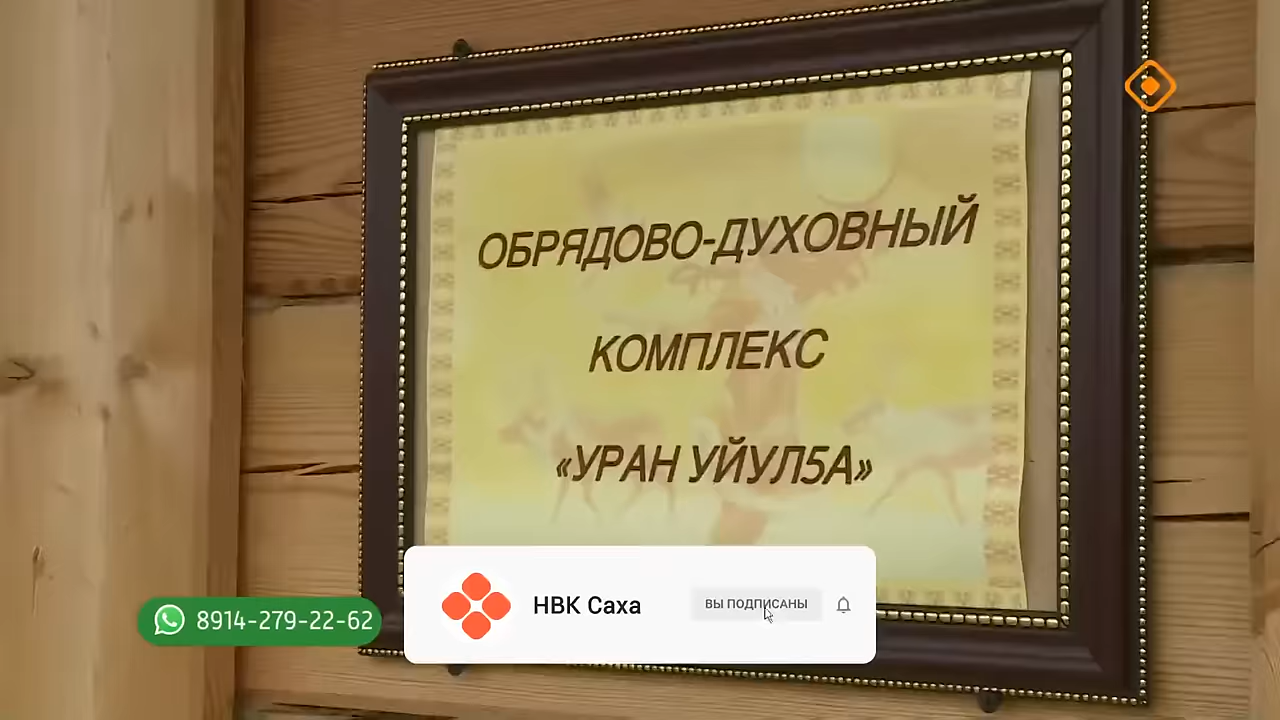 ОБРЯДОВО-ДУХОВНЫЙ
КОМПЛЕКС
«УРАН УЙУЛ5А»
НВК Саха
ВЫ ПОДПИСАНЫ
8914-279-22-62